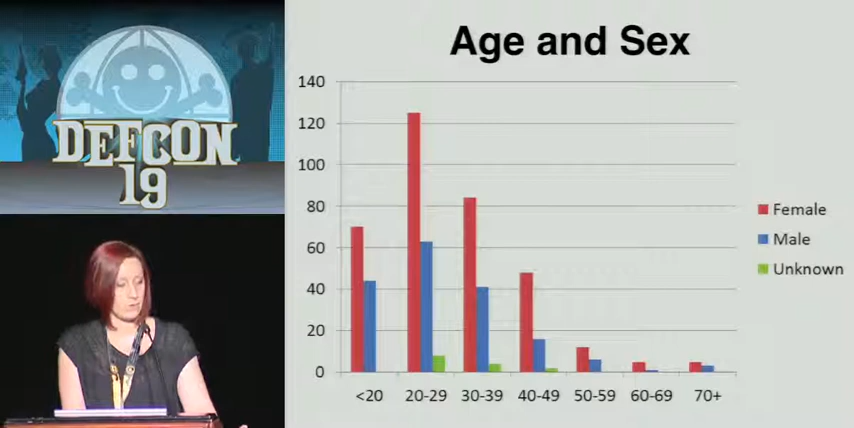 DEFCON
19
Age and Sex
140
120
100
80
60
40
20
0
<20 20-29 30-39 40-49 50-59 60-69 70+
Female
Male
Unknown